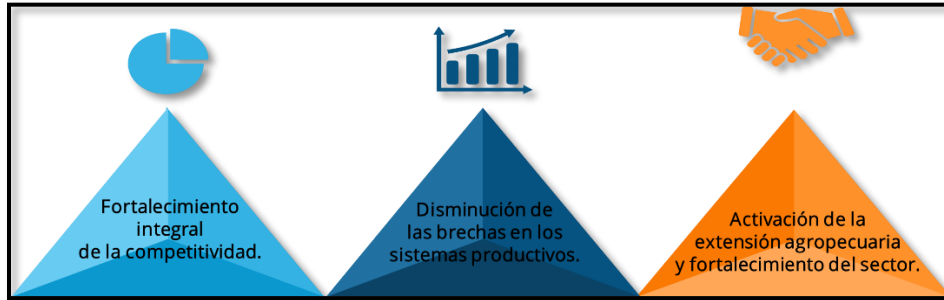 Fortalecimiento
integral
de la competitividad.
Disminución de
las brechas en los
sistemas productivos.
Activación de la
extensión agropecuaria
y fortalecimiento del sector.